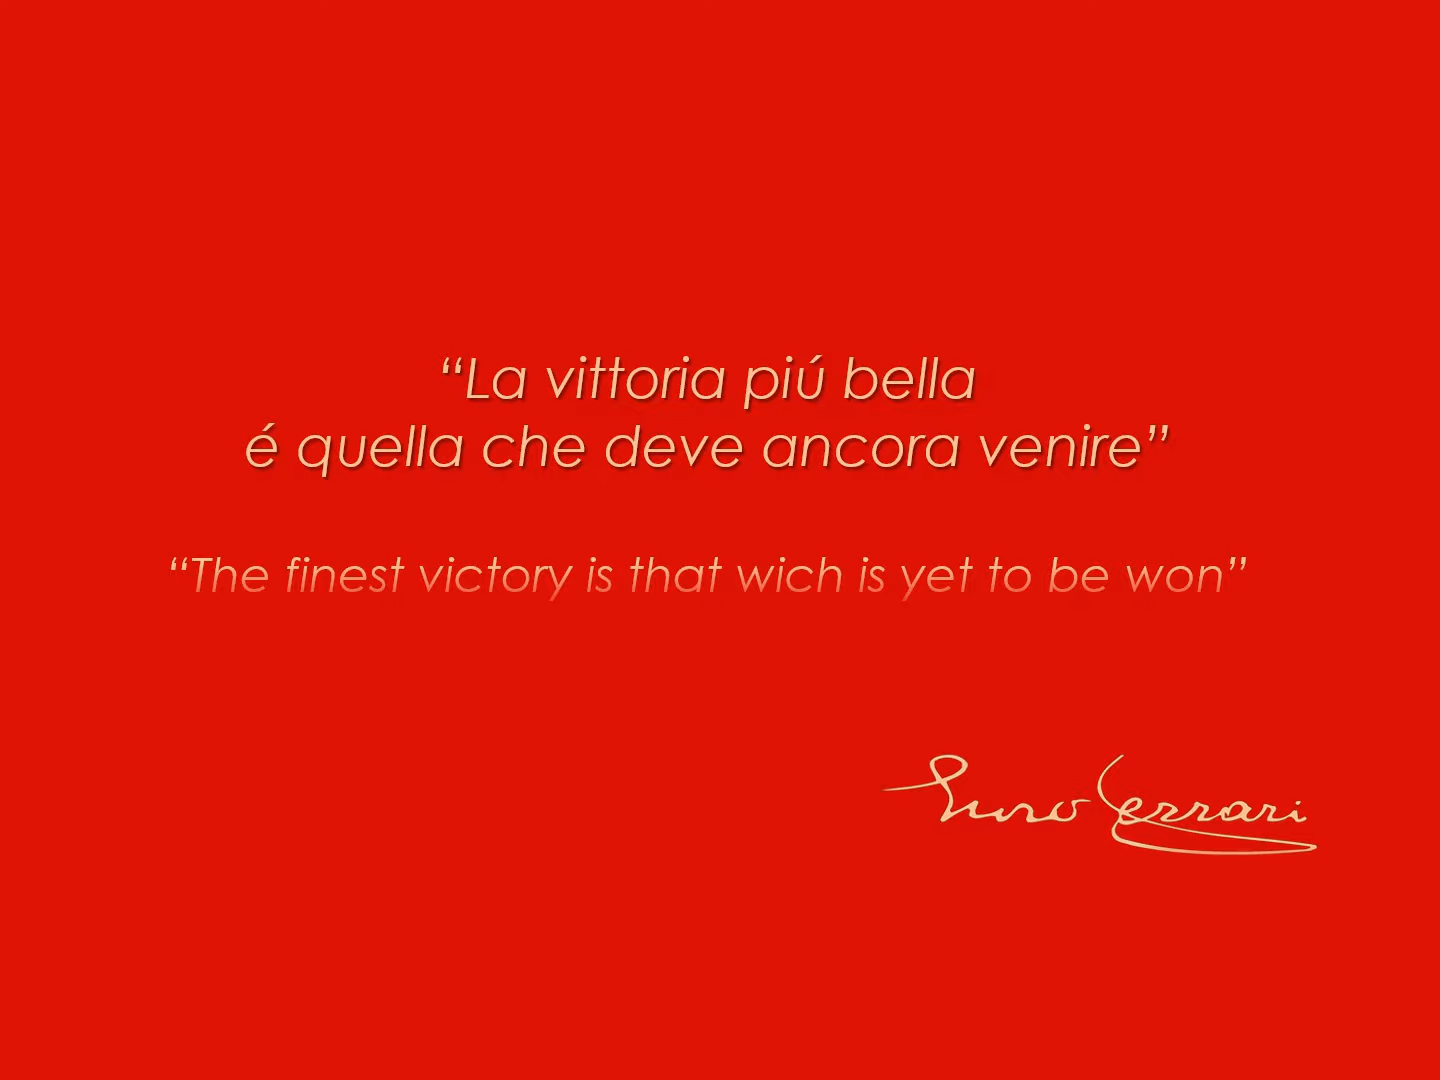 “La vittoria piú bella
é quella che deve ancora venire”
“The finest victory is that wich is yet to be won”
Enzo Ferrari